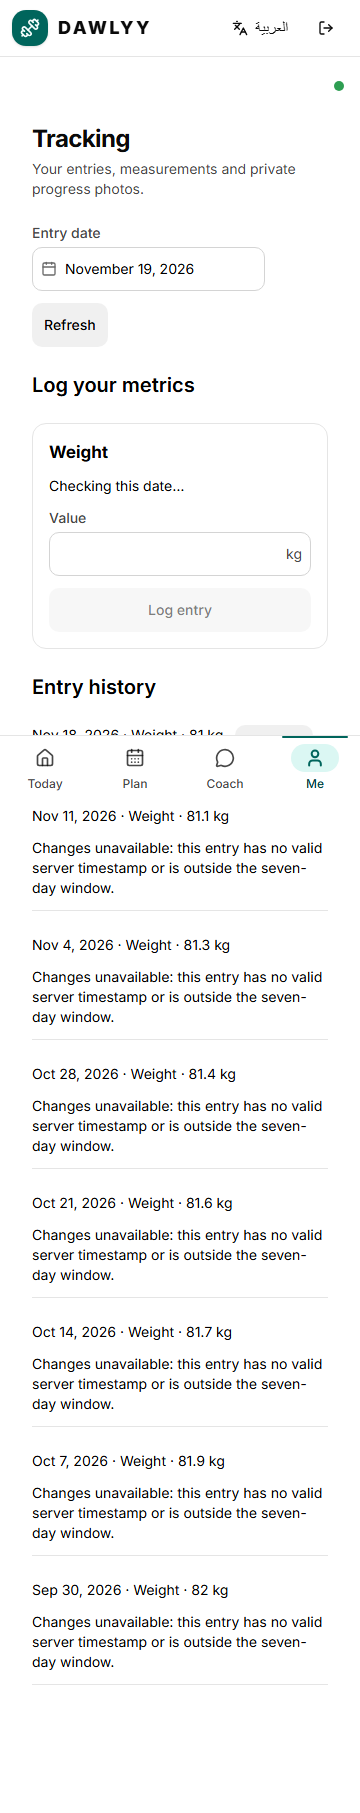 DAWLYY
العربية
Tracking
Your entries, measurements and private
progress photos.
Entry date
November 19, 2026
Refresh
Log your metrics
Weight
Checking this date...
Value
kg
Log entry
Entry history
Nov 18, 2026 · Weight · 81 kg
Today
Plan
Coach
Me
Nov 11, 2026 · Weight · 81.1 kg
Changes unavailable: this entry has no valid
server timestamp or is outside the seven-
day window.
Nov 4, 2026 · Weight · 81.3 kg
Changes unavailable: this entry has no valid
server timestamp or is outside the seven-
day window.
Oct 28, 2026 · Weight · 81.4 kg
Changes unavailable: this entry has no valid
server timestamp or is outside the seven-
day window.
Oct 21, 2026 · Weight · 81.6 kg
Changes unavailable: this entry has no valid
server timestamp or is outside the seven-
day window.
Oct 14, 2026 · Weight · 81.7 kg
Changes unavailable: this entry has no valid
server timestamp or is outside the seven-
day window.
Oct 7, 2026 · Weight · 81.9 kg
Changes unavailable: this entry has no valid
server timestamp or is outside the seven-
day window.
Sep 30, 2026 · Weight · 82 kg
Changes unavailable: this entry has no valid
server timestamp or is outside the seven-
day window.